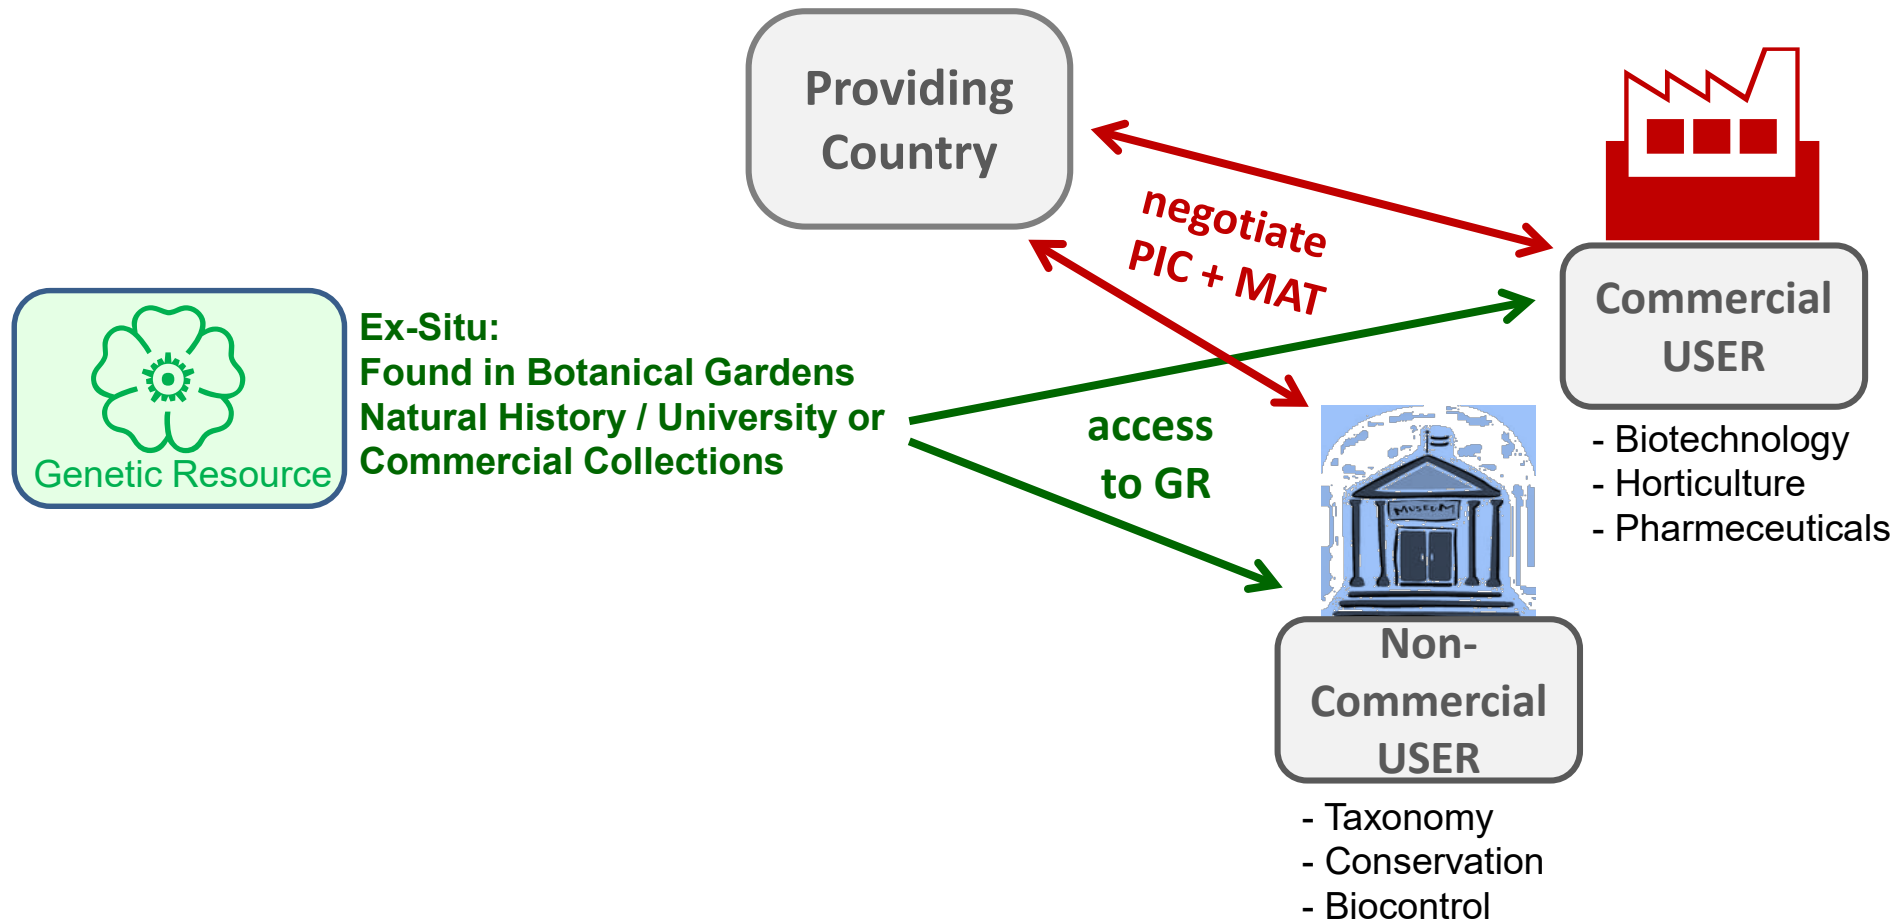 Providing
Country
negotiate
PIC + MAT
Genetic Resource
Ex-Situ:
Found in Botanical Gardens
Natural History / University or
Commercial Collections
access
to GR
Commercial
USER
- Biotechnology
- Horticulture
- Pharmeceuticals
MUSEUM
Non-
Commercial
USER
- Taxonomy
- Conservation
- Biocontrol